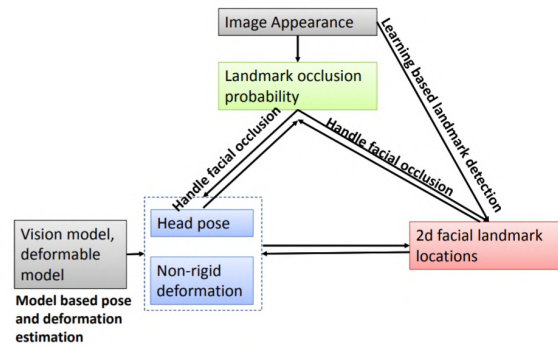 Image Appearance
Landmark occlusion
probability
Learning based landmark detection
Handle facial occlusion
Handle facial occlusion
Head pose
Non-rigid
deformation
Vision model,
deformable
model
2d facial landmark
locations
Model based pose
and deformation
estimation